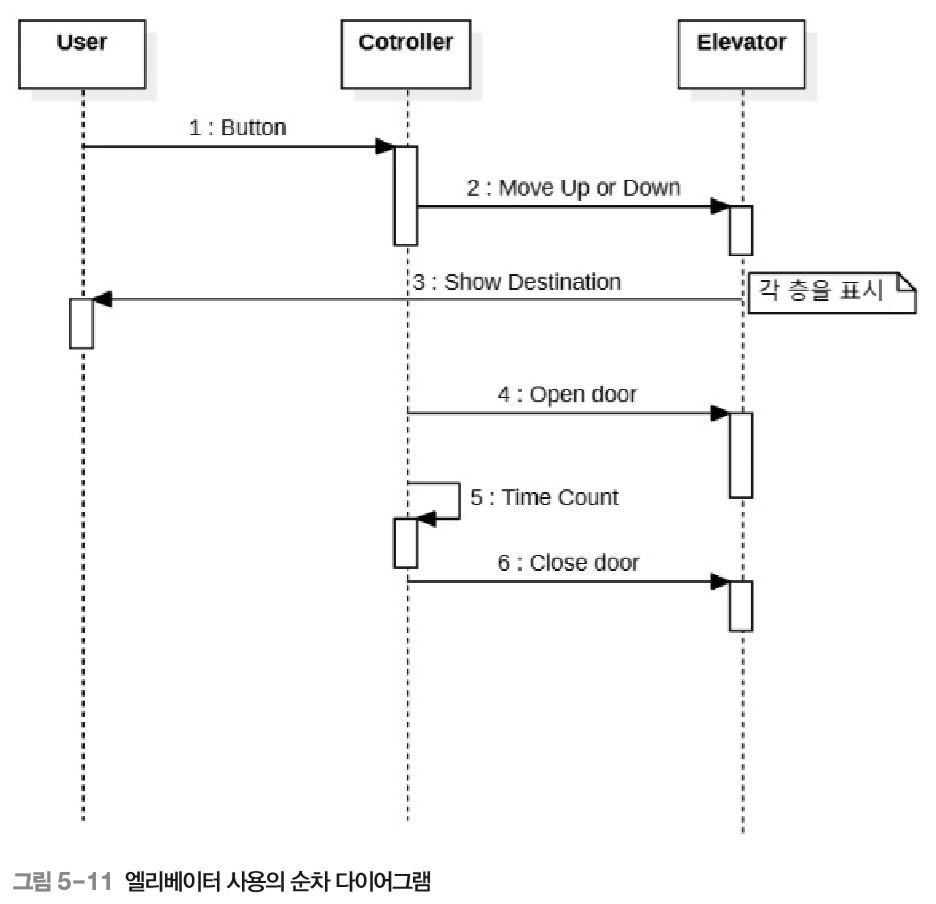 User
Cotroller
Elevator
1 : Button
2 : Move Up or Down
3 : Show Destination
각 층을 표시
4 : Open door
5 : Time Count
6 : Close door
그림 5-11 엘리베이터 사용의 순차 다이어그램